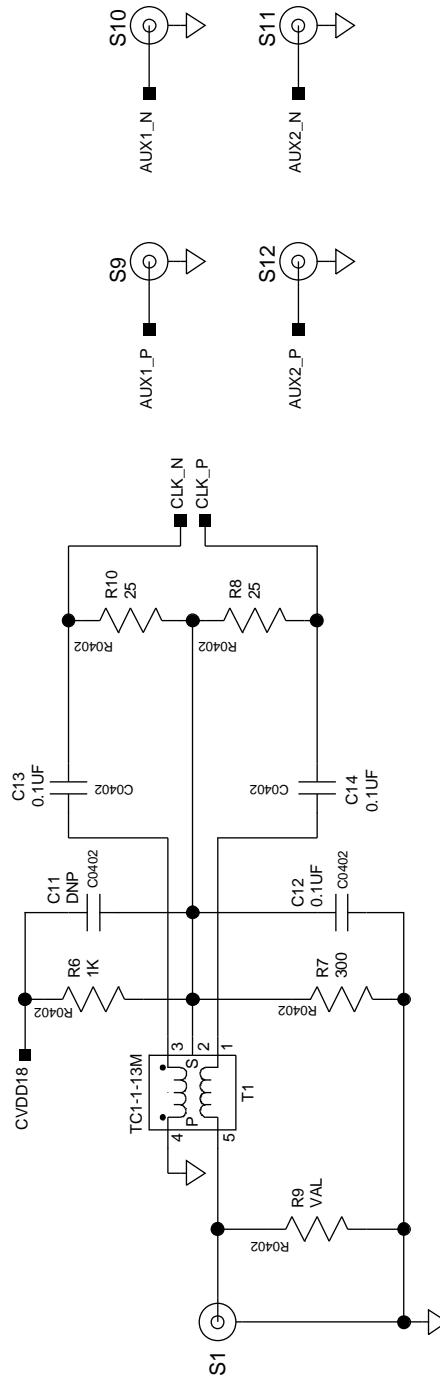 S10
AUX1_N
S11
AUX2_N
S9
AUX1_P
S12
AUX2_P
CLK_N
CLK_P
R10
25
R0402
R8
25
R0402
C13
0.1UF
C0402
C14
0.1UF
C0402
C11
DNP
C0402
C12
0.1UF
C0402
CVDD18
R6
1K
R0402
R7
300
R0402
TC1-1-13M
3
2
1
S
P
4
5
T1
R9
VAL
R0402
S1